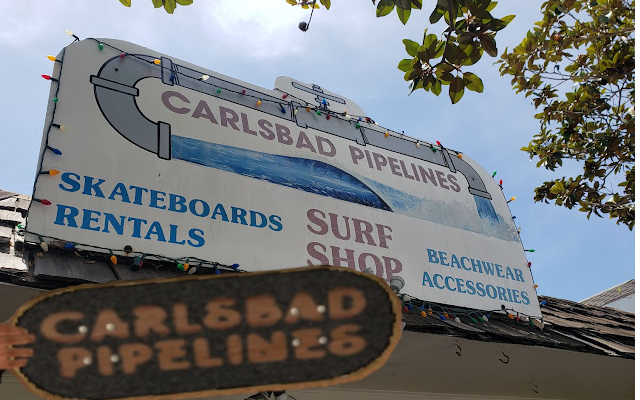 CARLSBAD PIPELINES
SKATEBOARDS
RENTALS
SURF
SHOP
BEACHWEAR
ACCESSORIES
CARLSBAD
PIPELINES